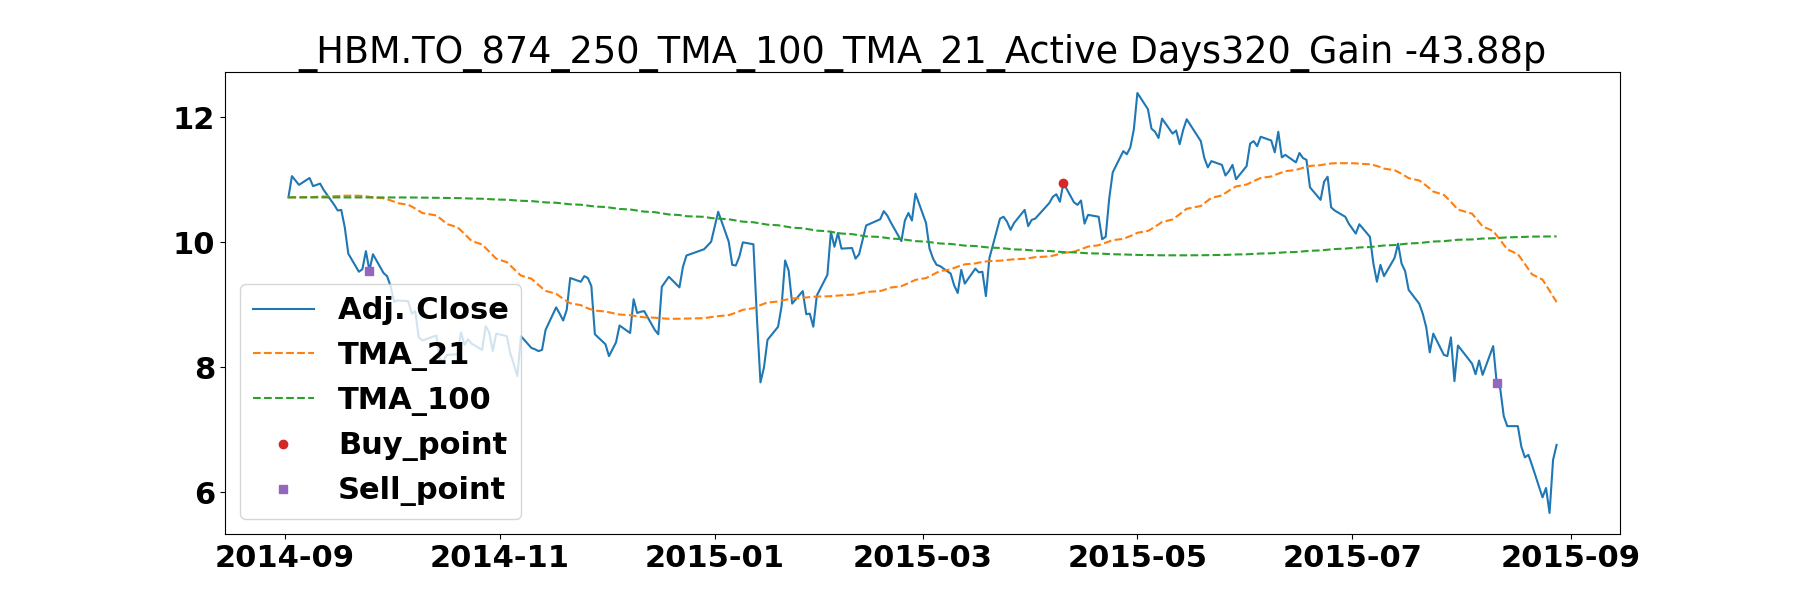 _HBM.TO_874_250_TMA_100_TMA_21_Active Days320_Gain -43.88p
12
10
8
6
Adj. Close
TMA_21
TMA_100
Buy_point
Sell_point
2014-09 2014-11 2015-01 2015-03 2015-05 2015-07 2015-09